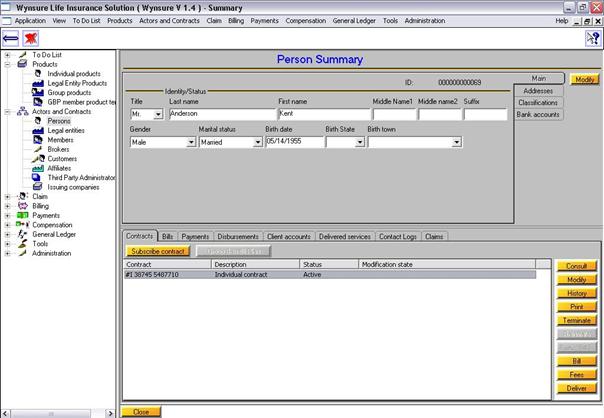 Wynsure Life Insurance Solution ( Wynsure V 1.4 ) - Summary
Application View To Dos Products Actors and Contracts Claim Billing Payments Compensation General Ledger Tools Administration Help
To Do List
Products
Individual products
Legal Entity Products
Group products
GBP member product te
Actors and Contracts
Persons
Legal entities
Members
Brokers
Customers
Affiliates
Third Party Administrator
Issuing companies
Claim
Billing
Payments
Compensation
General Ledger
Tools
Administration
Person Summary
ID: 000000000069
Main
Addresses
Classifications
Bank accounts
Modify
Identity/Status
Title Last name First name Middle Name1 Middle name2 Suffix
Mr. Anderson Kent
Gender Marital status Birth date Birth State Birth town
Male Married 05/14/1955
Contracts Bills Payments Disbursements Client accounts Delivered services Contact Logs Claims
Subscribe contract
Contract Description Status Modification state
#1 38745 5487710 Individual contract Active
Consult
Modify
History
Print
Terminate
Bill
Fees
Deliver
Close